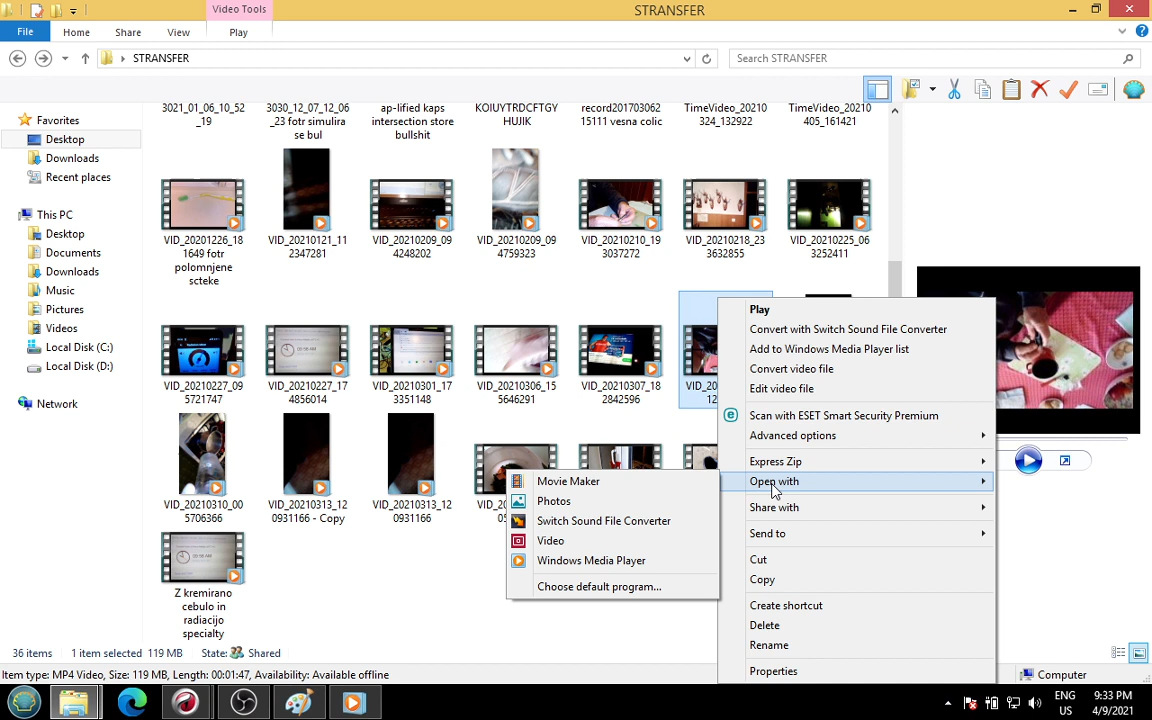 Video Tools
STRANSFER
File
Home
Share
View
Play
STRANSFER
Search STRANSFER
Favorites
Desktop
Downloads
Recent places
This PC
Desktop
Documents
Downloads
Music
Pictures
Videos
Local Disk (C:)
Local Disk (D:)
Network
3021_01_06_10_52
_19
3030_12_07_12_06
_23 fotr simulira
se bul
ap-lified kaps
intersection store
bullshit
KOIUYTRDCFTGY
HUJIK
record201703062
15111 vesna colic
TimeVideo_20210
324_132922
TimeVideo_20210
405_161421
VID_20201226_18
1649 fotr
polomnjene
scteke
VID_20210121_11
2347281
VID_20210209_09
4248202
VID_20210209_09
4759323
VID_20210210_19
3037272
VID_20210218_23
3632855
VID_20210225_06
3252411
VID_20210227_09
5721747
VID_20210227_17
4856014
VID_20210301_17
3351148
VID_20210306_15
5646291
VID_20210307_18
2842596
VID_20
12
VID_20210310_00
5706366
VID_20210313_12
0931166 - Copy
VID_20210313_12
0931166
VID_20
05
Z kremirano
cebulo in
radiacijo
specialty
Play
Convert with Switch Sound File Converter
Add to Windows Media Player list
Convert video file
Edit video file
Scan with ESET Smart Security Premium
Advanced options
Express Zip
Open with
Share with
Send to
Cut
Copy
Create shortcut
Delete
Rename
Properties
Movie Maker
Photos
Switch Sound File Converter
Video
Windows Media Player
Choose default program...
36 items
1 item selected 119 MB
State:
Shared
Item type: MP4 Video, Size: 119 MB, Length: 00:01:47, Availability: Available offline
Computer
ENG
US
9:33 PM
4/9/2021